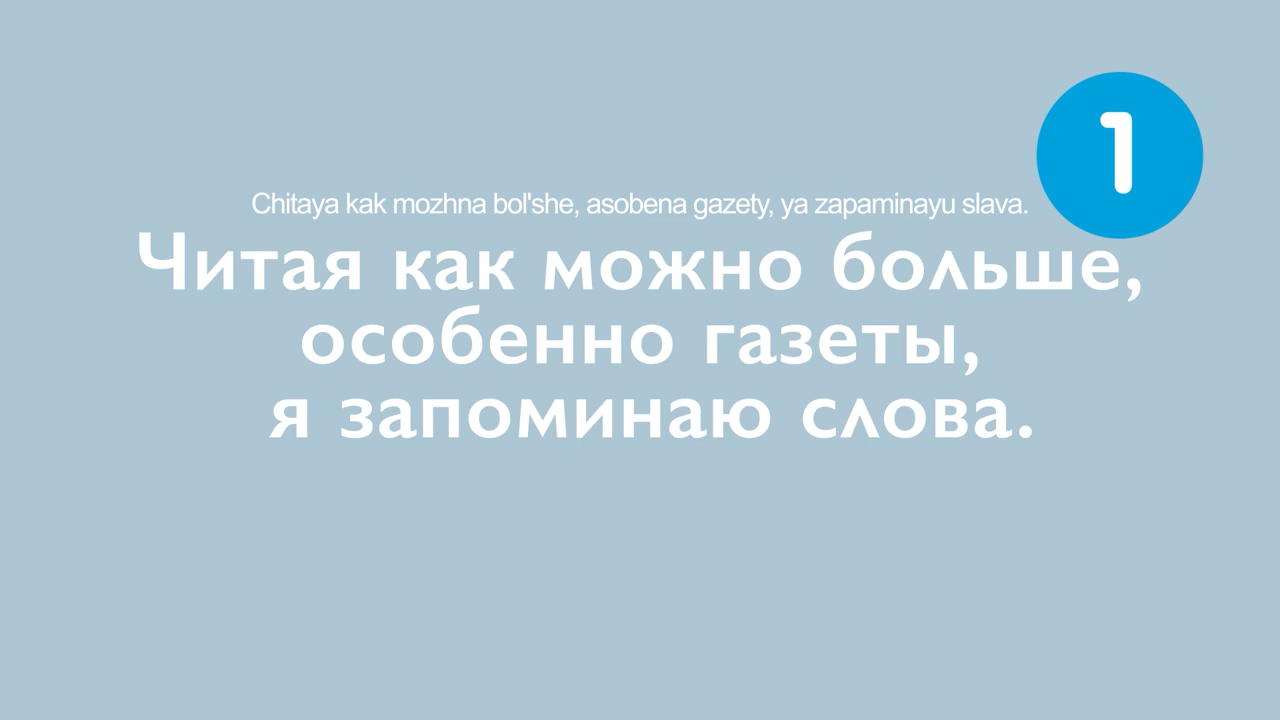 1
Chitaya kak mozhna bol'she, asobena gazety, ya zapaminayu slava.
Читая как можно больше,
особенно газеты,
я запоминаю слова.